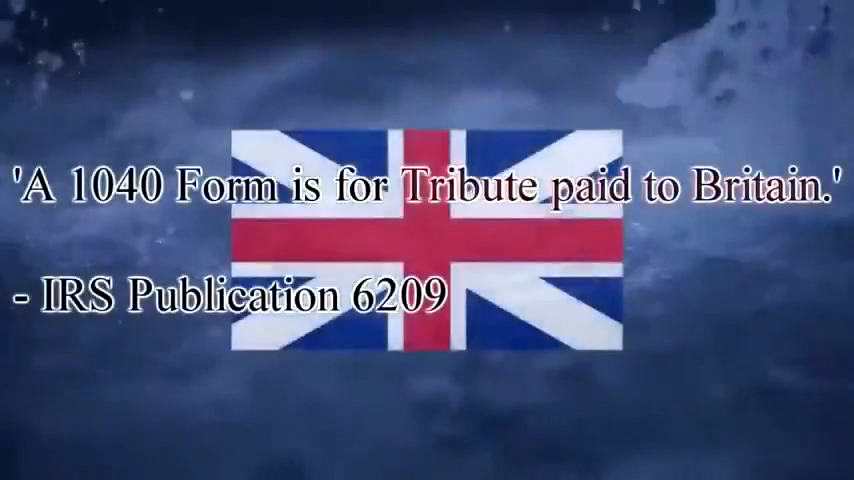 'A 1040 Form is for Tribute paid to Britain.'
- IRS Publication 6209